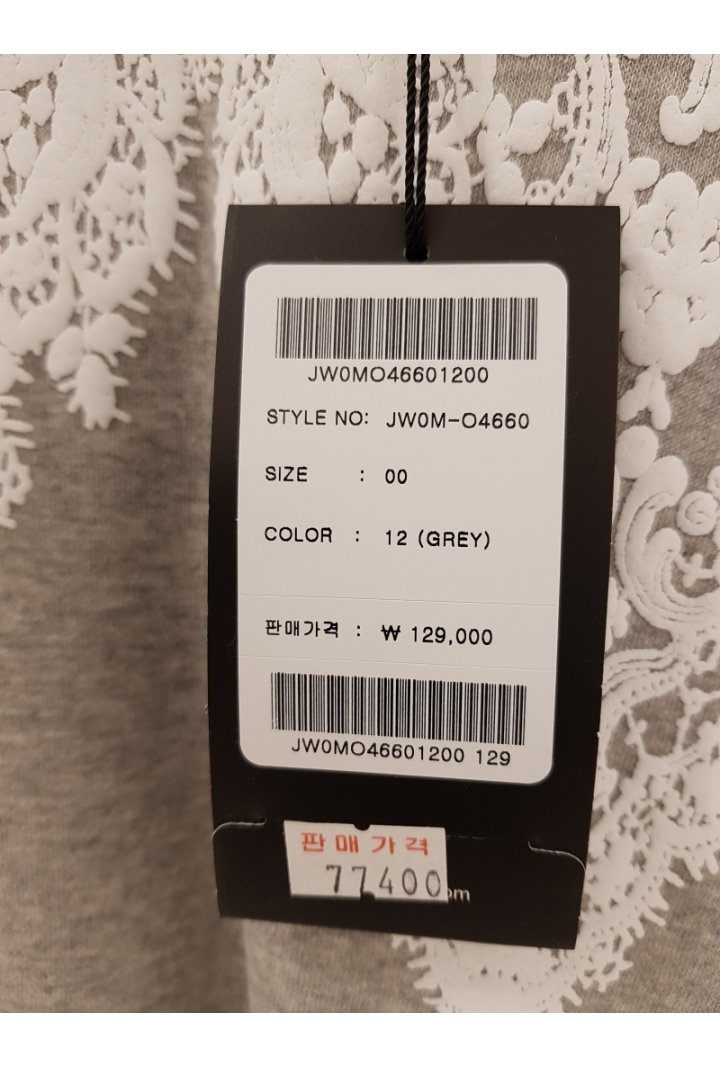 JW0MO46601200
STYLE NO: JW0M-O4660
SIZE : 00
COLOR : 12 (GREY)
판매가격 : ₩ 129,000
JW0MO46601200 129
판매가격
77400
om